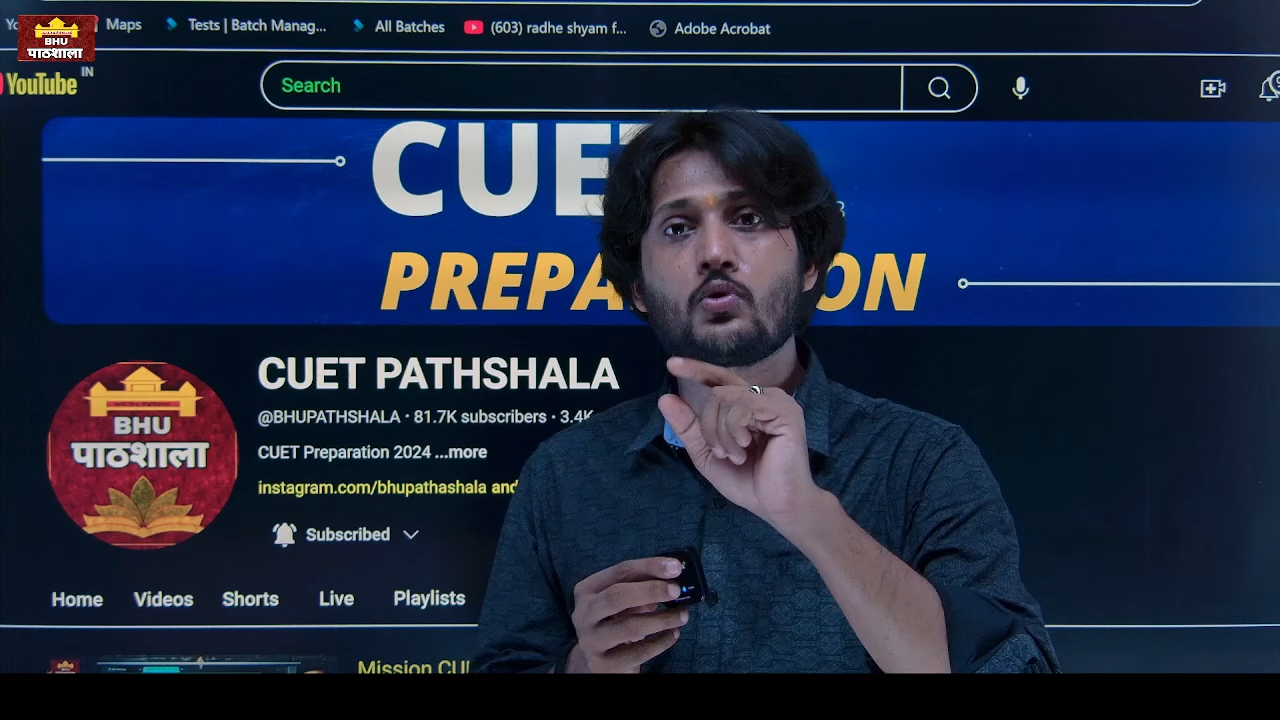 Maps
Tests | Batch Manag...
All Batches
(603) radhe shyam f...
Adobe Acrobat
BHU
पाठशाला
YouTube IN
Search
CUE
PREPA ON
CUET PATHSHALA
@BHUPATHSHALA · 81.7K subscribers · 3.4K
CUET Preparation 2024 ...more
instagram.com/bhupathashala and
Subscribed
BHU
पाठशाला
Home
Videos
Shorts
Live
Playlists
Mission CU